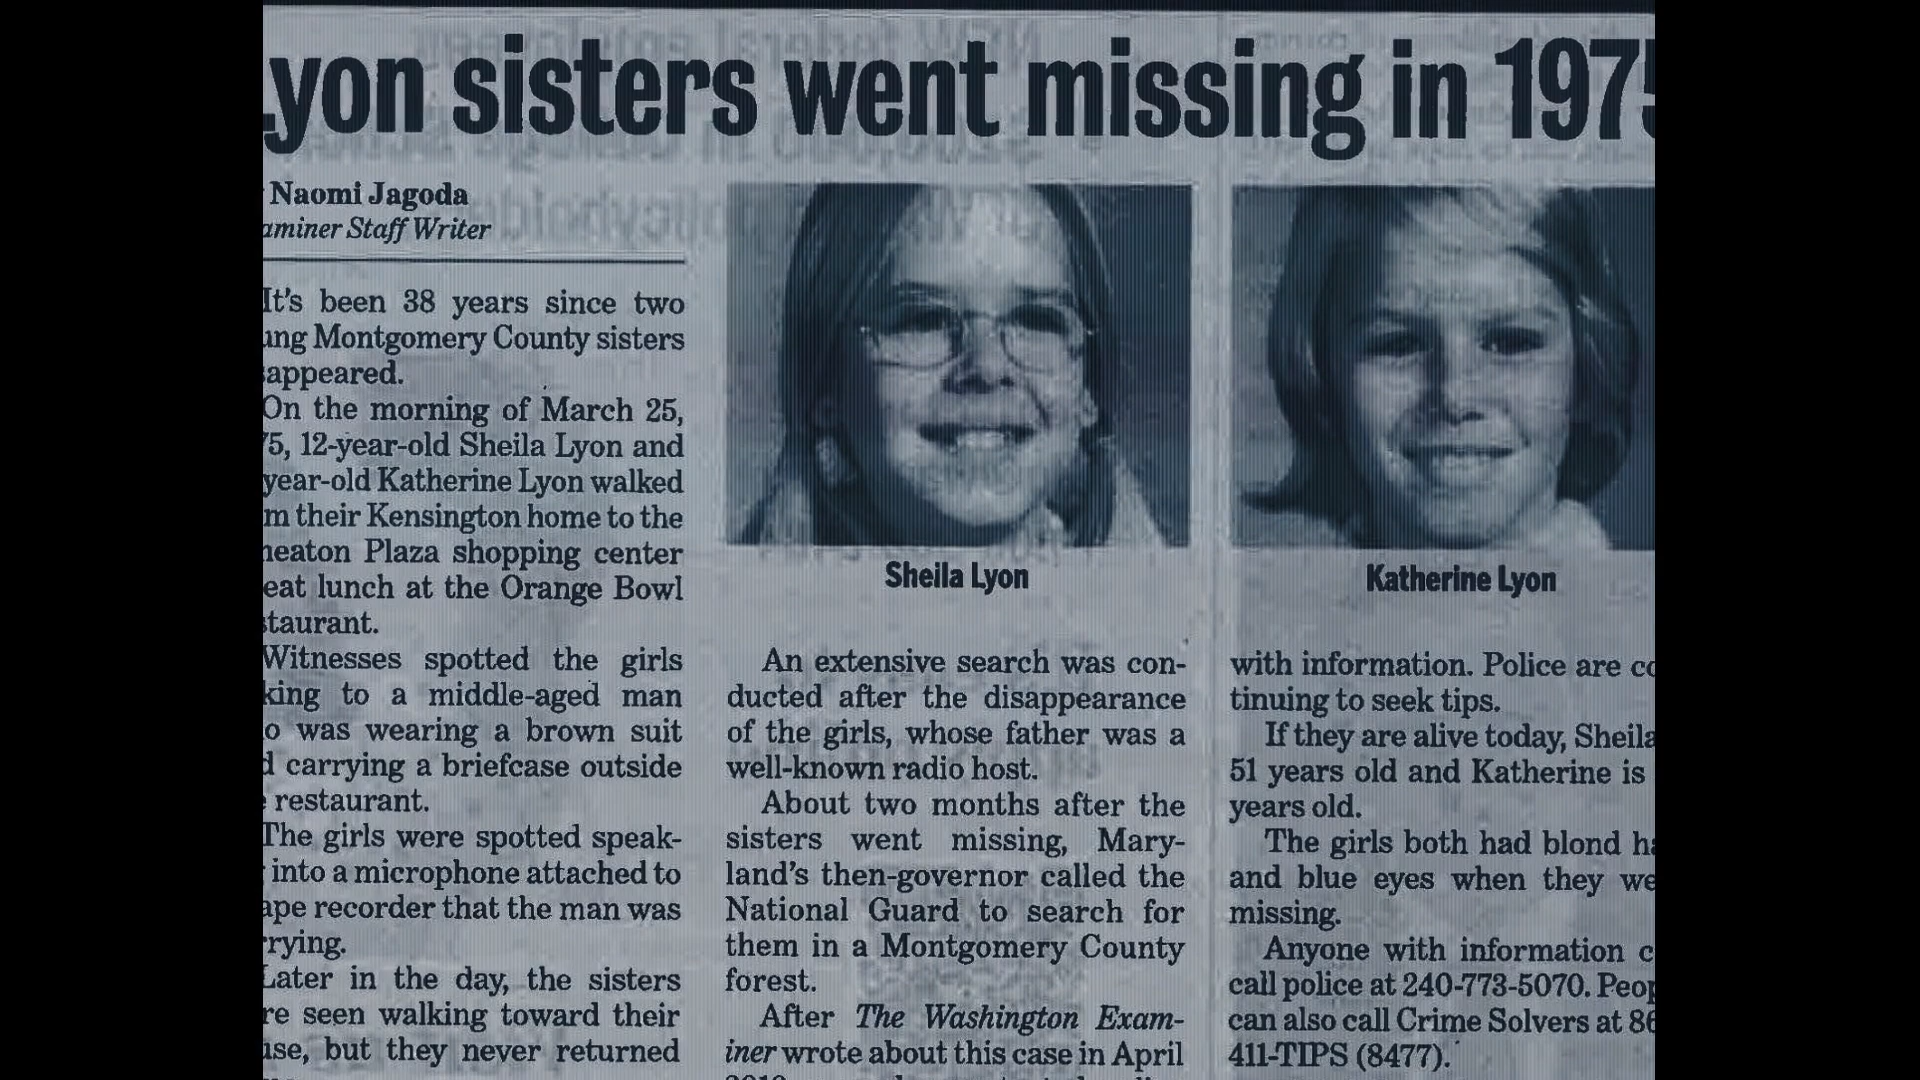 Lyon sisters went missing in 1975
Naomi Jagoda
aminer Staff Writer
It's been 38 years since two
ung Montgomery County sisters
sappeared.
On the morning of March 25,
75, 12-year-old Sheila Lyon and
year-old Katherine Lyon walked
m their Kensington home to the
heaton Plaza shopping center
eat lunch at the Orange Bowl
staurant.
Witnesses spotted the girls
king to a middle-aged man
o was wearing a brown suit
d carrying a briefcase outside
restaurant.
The girls were spotted speak-
into a microphone attached to
ape recorder that the man was
rrying.
Later in the day, the sisters
re seen walking toward their
use, but they never returned
Sheila Lyon
An extensive search was con-
ducted after the disappearance
of the girls, whose father was a
well-known radio host.
About two months after the
sisters went missing, Mary-
land's then-governor called the
National Guard to search for
them in a Montgomery County
forest.
After The Washington Exam-
iner wrote about this case in April
Katherine Lyon
with information. Police are co
tinuing to seek tips.
If they are alive today, Sheila
51 years old and Katherine is
years old.
The girls both had blond ha
and blue eyes when they we
missing.
Anyone with information c
call police at 240-773-5070. Peop
can also call Crime Solvers at 86
411-TIPS (8477).